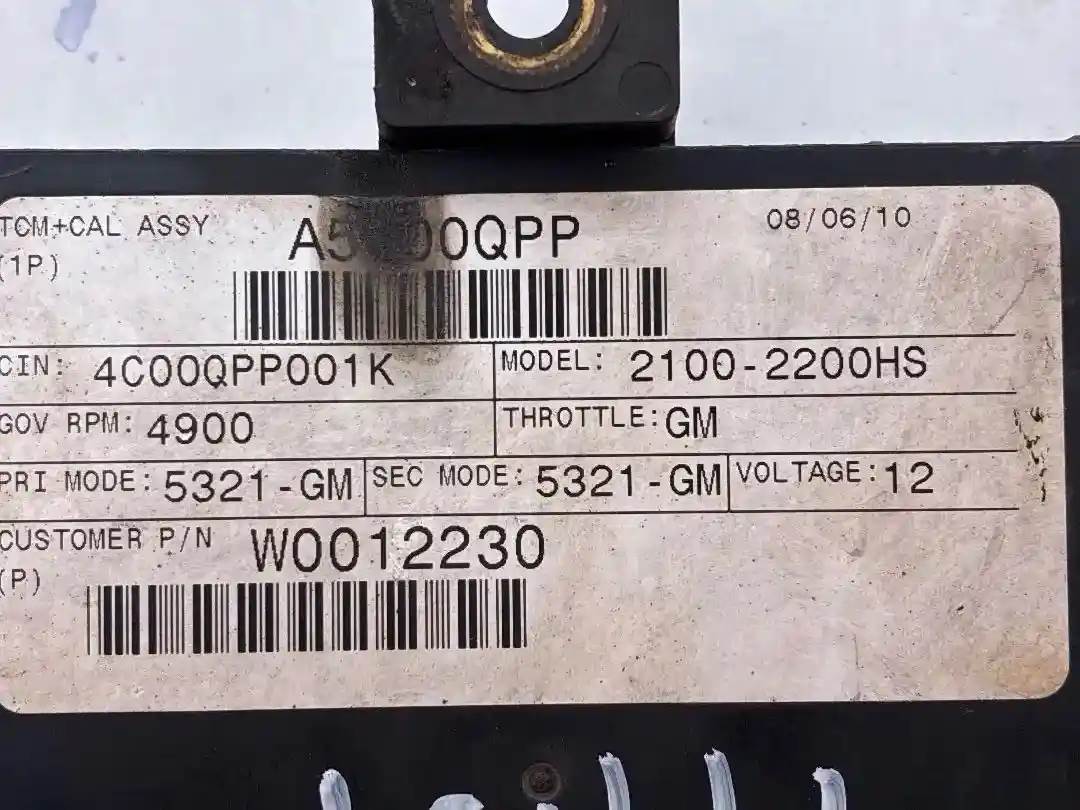 TCM+CAL ASSY
08/06/10
(1P)
CIN: 4C00QPP001K
MODEL: 2100-2200HS
GOV RPM: 4900
THROTTLE: GM
PRI MODE: 5321-GM
SEC MODE: 5321-GM
VOLTAGE: 12
CUSTOMER P/N W0012230
(P)